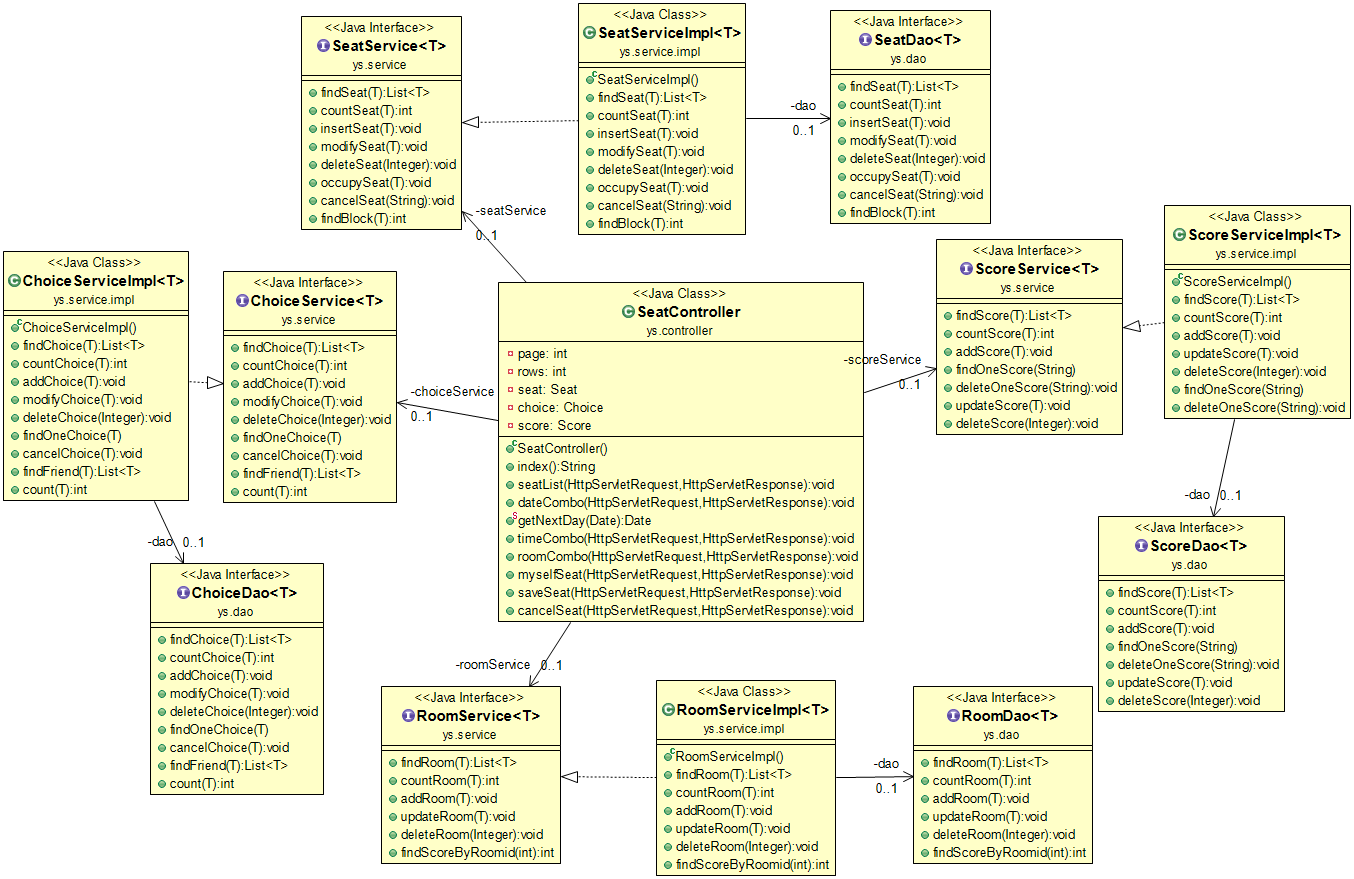 <<Java Interface>>
SeatService<T>
ys.service
findSeat(T):List<T>
countSeat(T):int
insertSeat(T):void
modifySeat(T):void
deleteSeat(Integer):void
occupySeat(T):void
cancelSeat(String):void
findBlock(T):int
<<Java Class>>
SeatServiceImpl<T>
ys.service.impl
SeatServiceImpl()
findSeat(T):List<T>
countSeat(T):int
insertSeat(T):void
modifySeat(T):void
deleteSeat(Integer):void
occupySeat(T):void
cancelSeat(String):void
findBlock(T):int
-dao
0..1
<<Java Interface>>
SeatDao<T>
ys.dao
findSeat(T):List<T>
countSeat(T):int
insertSeat(T):void
modifySeat(T):void
deleteSeat(Integer):void
occupySeat(T):void
cancelSeat(String):void
findBlock(T):int
-seatService
0..1
<<Java Class>>
ChoiceServiceImpl<T>
ys.service.impl
ChoiceServiceImpl()
findChoice(T):List<T>
countChoice(T):int
addChoice(T):void
modifyChoice(T):void
deleteChoice(Integer):void
findOneChoice(T)
cancelChoice(T):void
findFriend(T):List<T>
count(T):int
<<Java Interface>>
ChoiceService<T>
ys.service
findChoice(T):List<T>
countChoice(T):int
addChoice(T):void
modifyChoice(T):void
deleteChoice(Integer):void
findOneChoice(T)
cancelChoice(T):void
findFriend(T):List<T>
count(T):int
-choiceService
0..1
<<Java Class>>
SeatController
ys.controller
page: int
rows: int
seat: Seat
choice: Choice
score: Score
SeatController()
index():String
seatList(HttpServletRequest,HttpServletResponse):void
dateCombo(HttpServletRequest,HttpServletResponse):void
getNextDay(Date):Date
timeCombo(HttpServletRequest,HttpServletResponse):void
roomCombo(HttpServletRequest,HttpServletResponse):void
myselfSeat(HttpServletRequest,HttpServletResponse):void
saveSeat(HttpServletRequest,HttpServletResponse):void
cancelSeat(HttpServletRequest,HttpServletResponse):void
-scoreService
0..1
<<Java Interface>>
ScoreService<T>
ys.service
findScore(T):List<T>
countScore(T):int
addScore(T):void
findOneScore(String)
deleteOneScore(String):void
updateScore(T):void
deleteScore(Integer):void
<<Java Class>>
ScoreServiceImpl<T>
ys.service.impl
ScoreServiceImpl()
findScore(T):List<T>
countScore(T):int
addScore(T):void
updateScore(T):void
deleteScore(Integer):void
findOneScore(String)
deleteOneScore(String):void
-dao 0..1
<<Java Interface>>
ChoiceDao<T>
ys.dao
findChoice(T):List<T>
countChoice(T):int
addChoice(T):void
modifyChoice(T):void
deleteChoice(Integer):void
findOneChoice(T)
cancelChoice(T):void
findFriend(T):List<T>
count(T):int
-dao 0..1
<<Java Interface>>
ScoreDao<T>
ys.dao
findScore(T):List<T>
countScore(T):int
addScore(T):void
findOneScore(String)
deleteOneScore(String):void
updateScore(T):void
deleteScore(Integer):void
-roomService 0..1
<<Java Interface>>
RoomService<T>
ys.service
findRoom(T):List<T>
countRoom(T):int
addRoom(T):void
updateRoom(T):void
deleteRoom(Integer):void
findScoreByRoomid(int):int
<<Java Class>>
RoomServiceImpl<T>
ys.service.impl
RoomServiceImpl()
findRoom(T):List<T>
countRoom(T):int
addRoom(T):void
updateRoom(T):void
deleteRoom(Integer):void
findScoreByRoomid(int):int
-dao
0..1
<<Java Interface>>
RoomDao<T>
ys.dao
findRoom(T):List<T>
countRoom(T):int
addRoom(T):void
updateRoom(T):void
deleteRoom(Integer):void
findScoreByRoomid(int):int